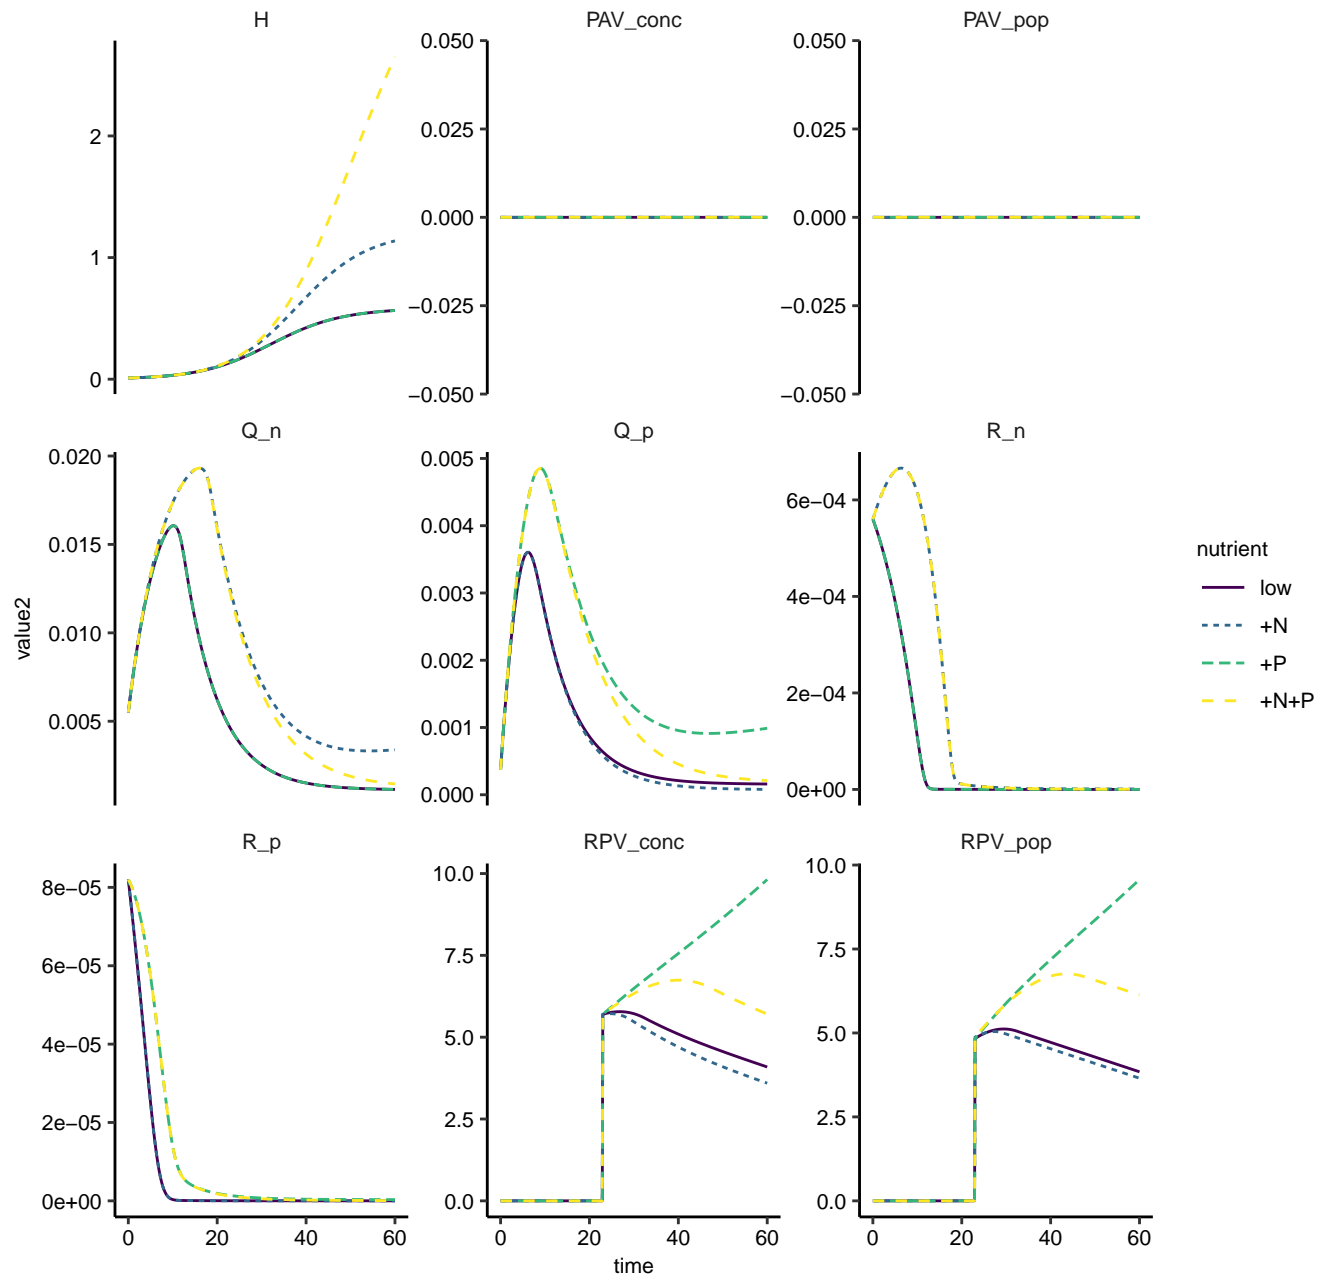 H
PAV_conc
PAV_pop
2
1
0
0.050
0.025
0.000
−0.025
−0.050
0.050
0.025
0.000
−0.025
−0.050
Q_n
Q_p
R_n
0.020
0.015
0.010
0.005
0.005
0.004
0.003
0.002
0.001
0.000
6e−04
4e−04
2e−04
0e+00
R_p
RPV_conc
RPV_pop
8e−05
6e−05
4e−05
2e−05
0e+00
10.0
7.5
5.0
2.5
0.0
10.0
7.5
5.0
2.5
0.0
0 20 40 60
0 20 40 60
0 20 40 60
time
value2
nutrient
low
+N
+P
+N+P